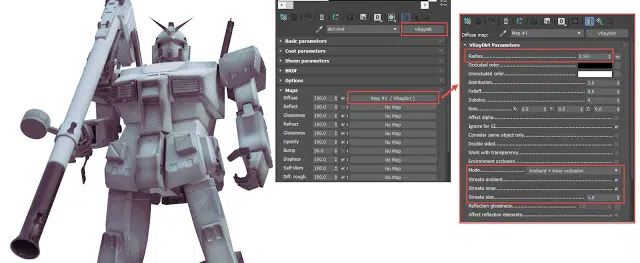 dirt mat
VRayMtl
Basic parameters
Coat parameters
Sheen parameters
BRDF
Options
Maps
Diffuse 100.0 Map #1 ( VRayDirt )
Reflect 100.0 No Map
Glossiness 100.0 No Map
Refract 100.0 No Map
Glossiness 100.0 No Map
Opacity 100.0 No Map
Bump 30.0 No Map
Displace 100.0 No Map
Self-illum 100.0 No Map
Diff. rough. 100.0 No Map
Diffuse map: Map #1 VRayDirt
VRayDirt Parameters
Radius
Occluded color
Unoccluded color
Distribution 1.0
Falloff 0.0
Subdivs
Bias X: 0.0 Y: 0.0 Z: 0.0
Affect alpha
Ignore for GI
Consider same object only
Double sided
Work with transparency
Environment occlusion
Mode Ambient + inner occlusion
Streaks ambient
Streaks inner
Streaks size
Reflection glossiness
Affect reflection elements